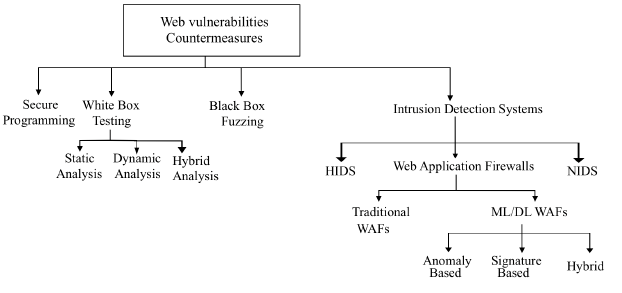 Web vulnerabilities
Countermeasures
Secure
Programming
White Box
Testing
Black Box
Fuzzing
Intrusion Detection Systems
Static
Analysis
Dynamic
Analysis
Hybrid
Analysis
HIDS
Web Application Firewalls
NIDS
Traditional
WAFs
ML/DL WAFs
Anomaly
Based
Signature
Based
Hybrid